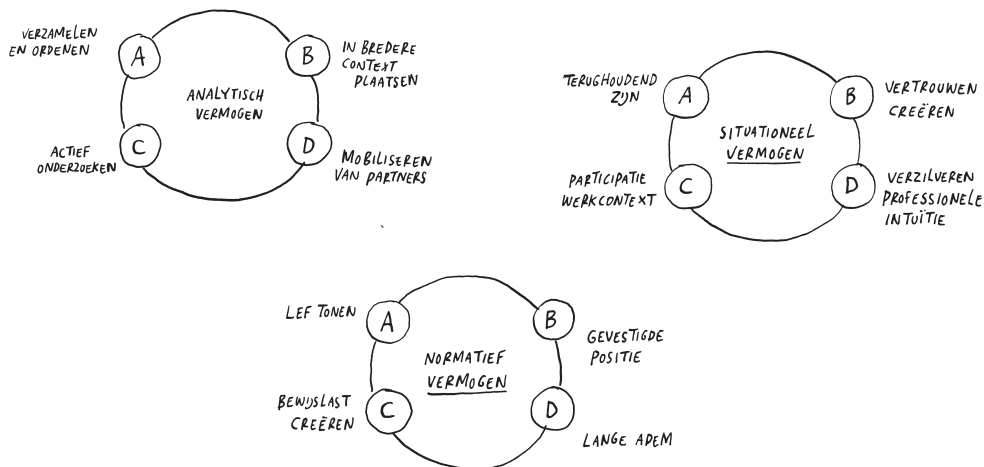 VERZAMELEN
EN ORDENEN
A
B
IN BREDERE
CONTEXT
PLAATSEN
ANALYTISCH
VERMOGEN
ACTIEF
ONDERZOEKEN
C
D
MOBILISEREN
VAN PARTNERS
TERUGHOUDEND
ZIJN
A
B
VERTROUWEN
CREËREN
SITUATIONEEL
VERMOGEN
PARTICIPATIE
WERKCONTEXT
C
D
VERZILVEREN
PROFESSIONELE
INTUÏTIE
LEF TONEN
A
B
GEVESTIGDE
POSITIE
NORMATIEF
VERMOGEN
BEWIJSLAST
CREËREN
C
D
LANGE ADEM